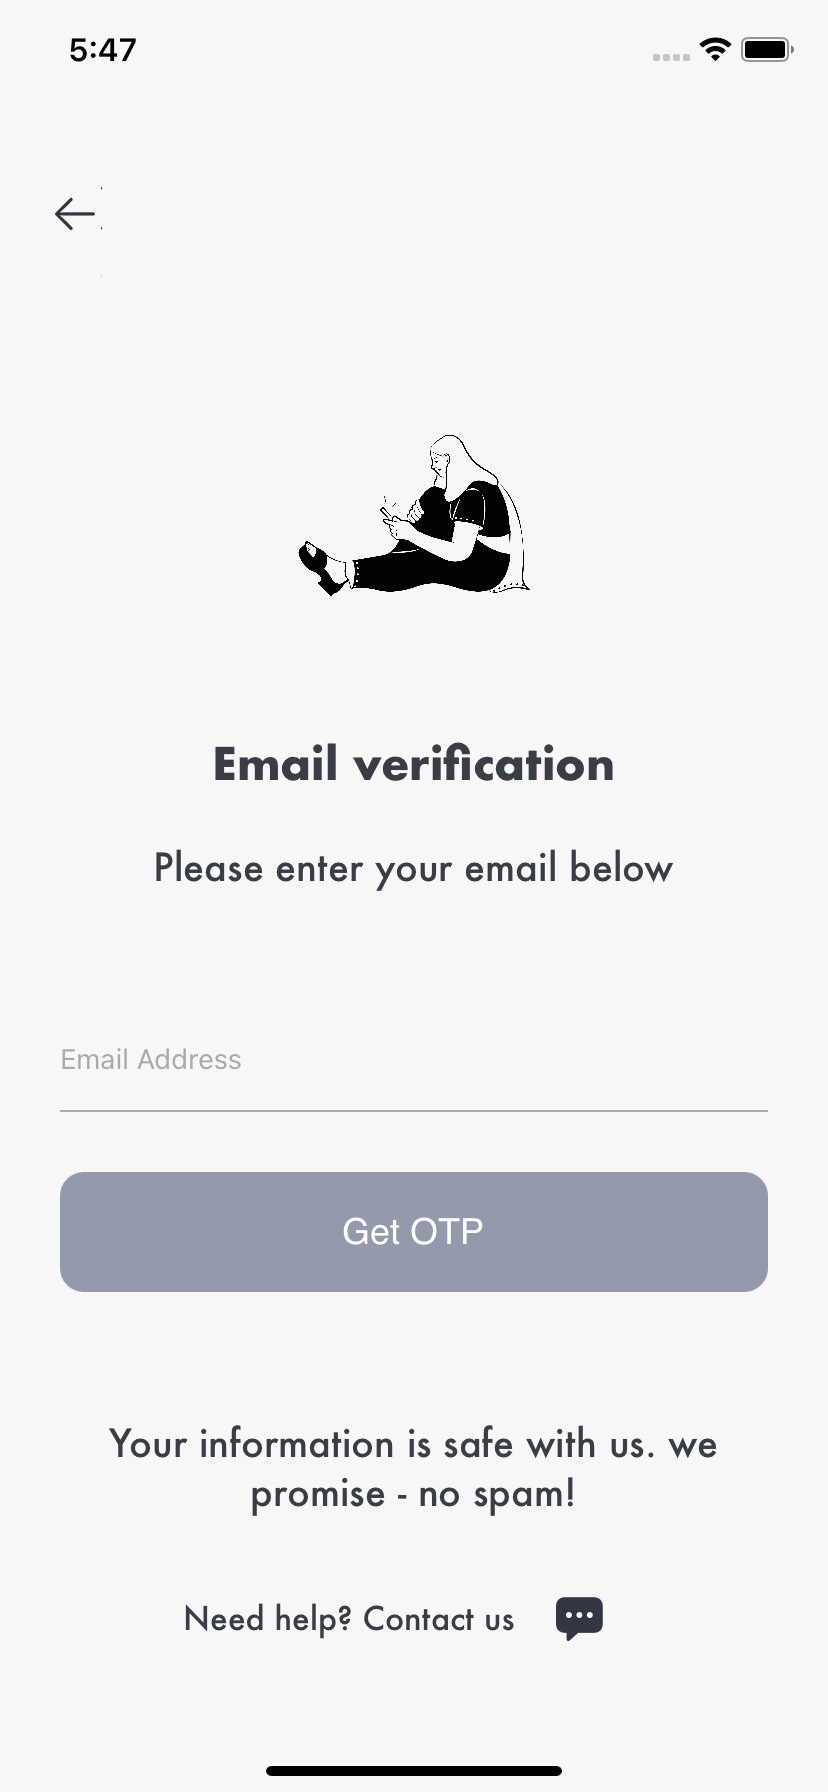 5:47
Email verification
Please enter your email below
Email Address
Get OTP
Your information is safe with us. we
promise - no spam!
Need help? Contact us